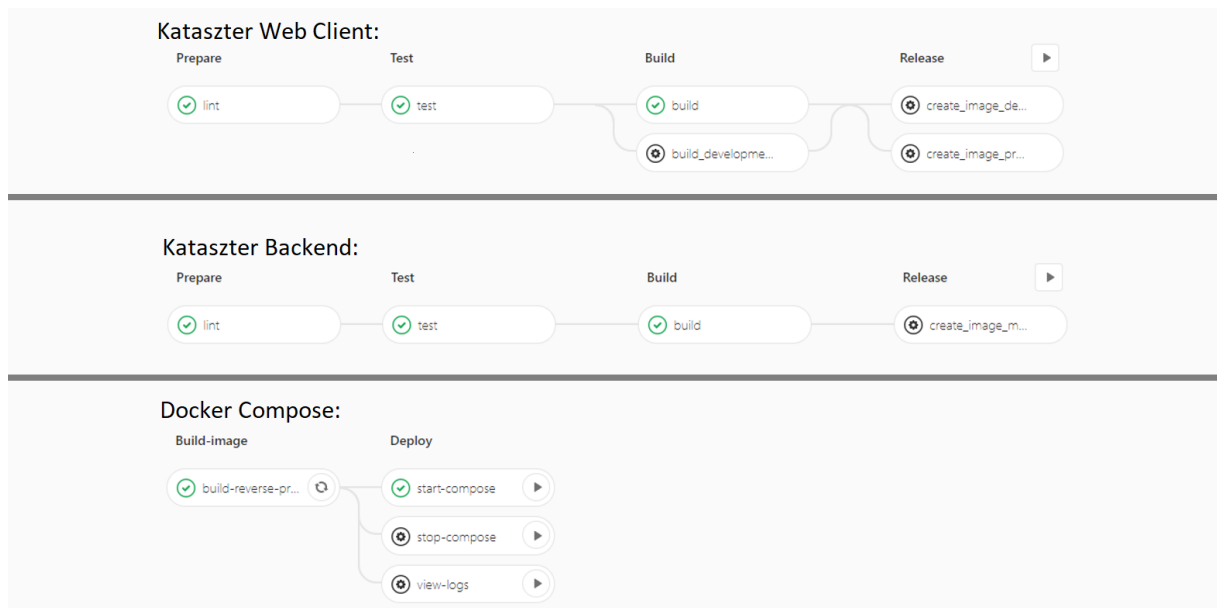 Kataszter Web Client:
Prepare Test Build Release
lint test build create_image_de...
build_developme... create_image_pr...
Kataszter Backend:
Prepare Test Build Release
lint test build create_image_m...
Docker Compose:
Build-image Deploy
build-reverse-pr... start-compose
stop-compose
view-logs